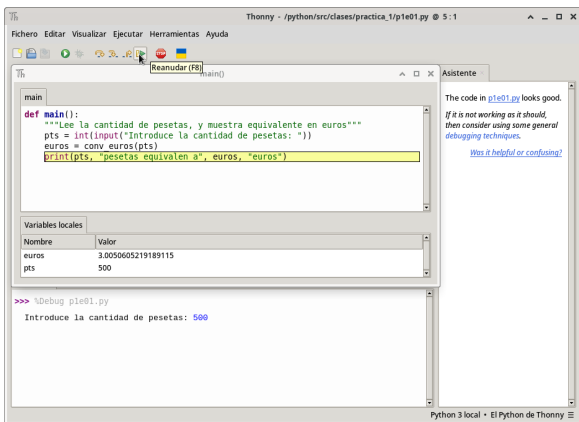 Thonny - /python/src/clases/practica_1/p1e01.py @ 5 : 1
Fichero Editar Visualizar Ejecutar Herramientas Ayuda
Reanudar (F8)
main()
Asistente
main
def main():
"""Lee la cantidad de pesetas, y muestra equivalente en euros"""
pts = int(input("Introduce la cantidad de pesetas: "))
euros = conv_euros(pts)
print(pts, "pesetas equivalen a", euros, "euros")
The code in p1e01.py looks good.
If it is not working as it should,
then consider using some general
debugging techniques.
Was it helpful or confusing?
Variables locales
Nombre Valor
euros 3.0050605219189115
pts 500
>>> %Debug p1e01.py
Introduce la cantidad de pesetas: 500
Python 3 local • El Python de Thonny ☰